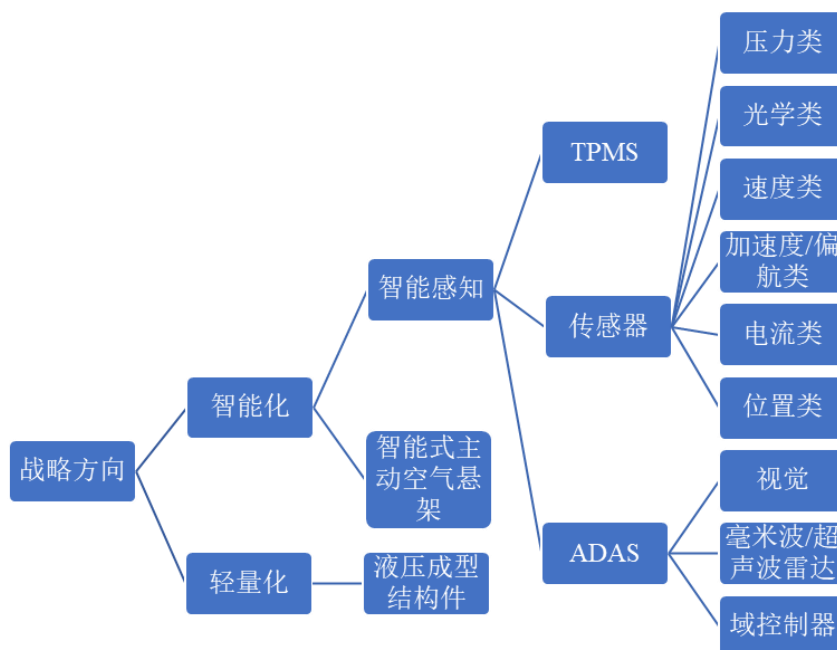 战略方向
智能化
轻量化
智能感知
智能式主
动空气悬
架
液压成型
结构件
TPMS
传感器
ADAS
压力类
光学类
速度类
加速度/偏
航类
电流类
位置类
视觉
毫米波/超
声波雷达
域控制器